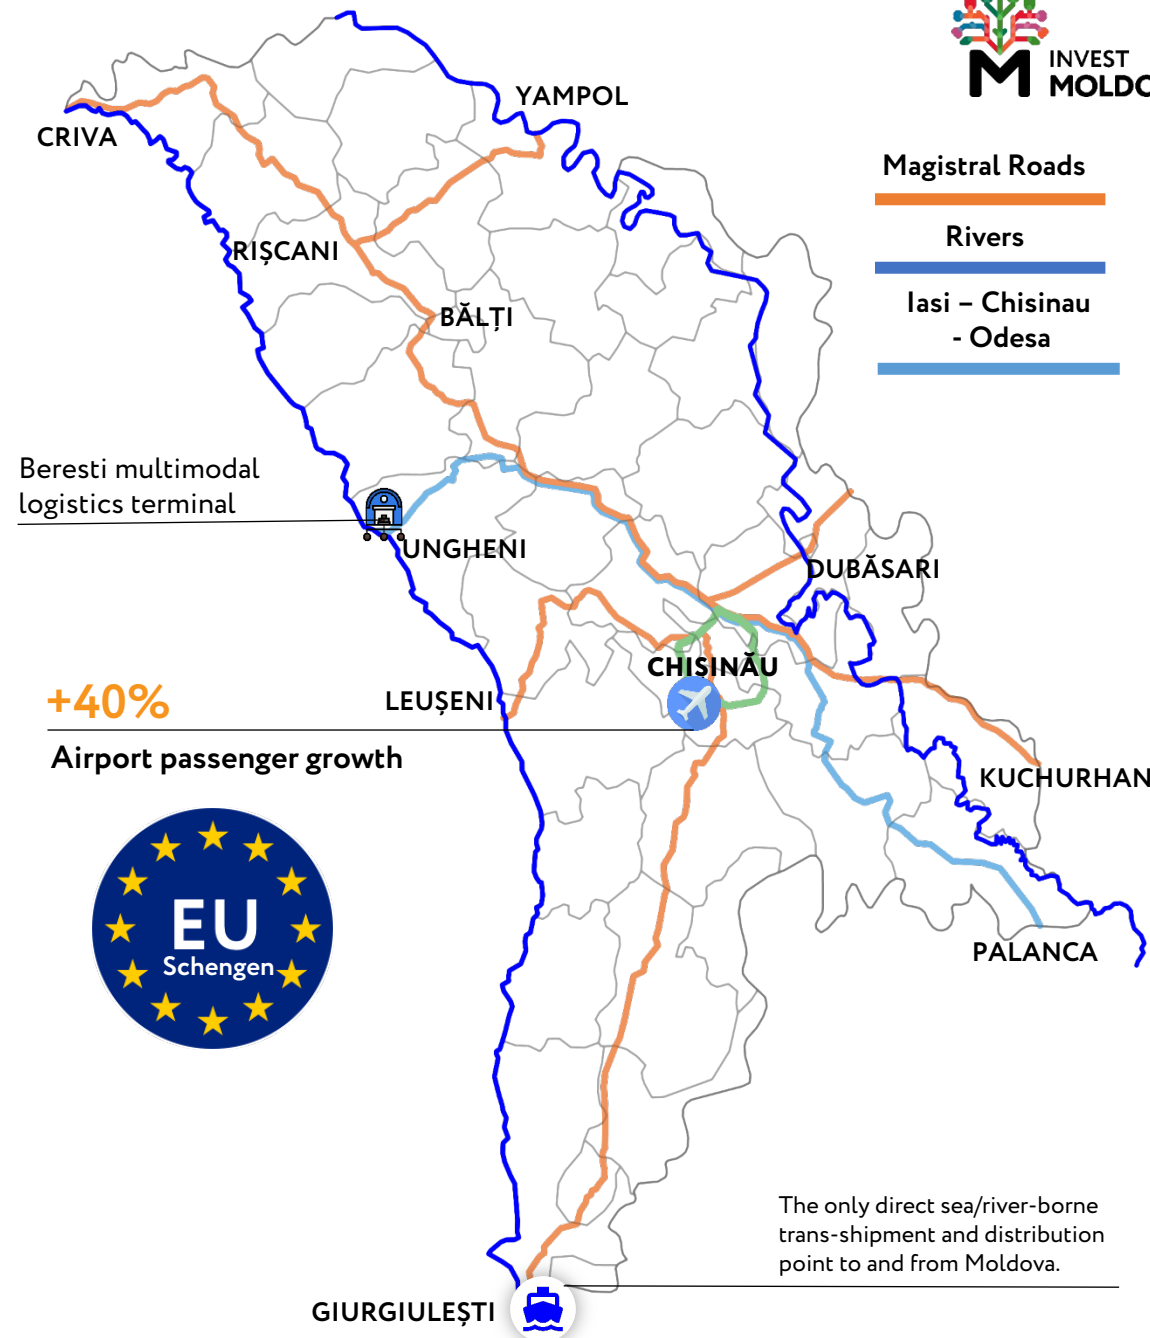 INVEST
MOLDO
YAMPOL
CRIVA
Magistral Roads
Rivers
RIȘCANI
Iasi – Chisinau
- Odesa
BĂLȚI
Beresti multimodal
logistics terminal
UNGHENI
DUBĂSARI
CHIȘINĂU
LEUȘENI
+40%
Airport passenger growth
KUCHURHAN
EU
Schengen
PALANCA
The only direct sea/river-borne
trans-shipment and distribution
point to and from Moldova.
GIURGIULEȘTI